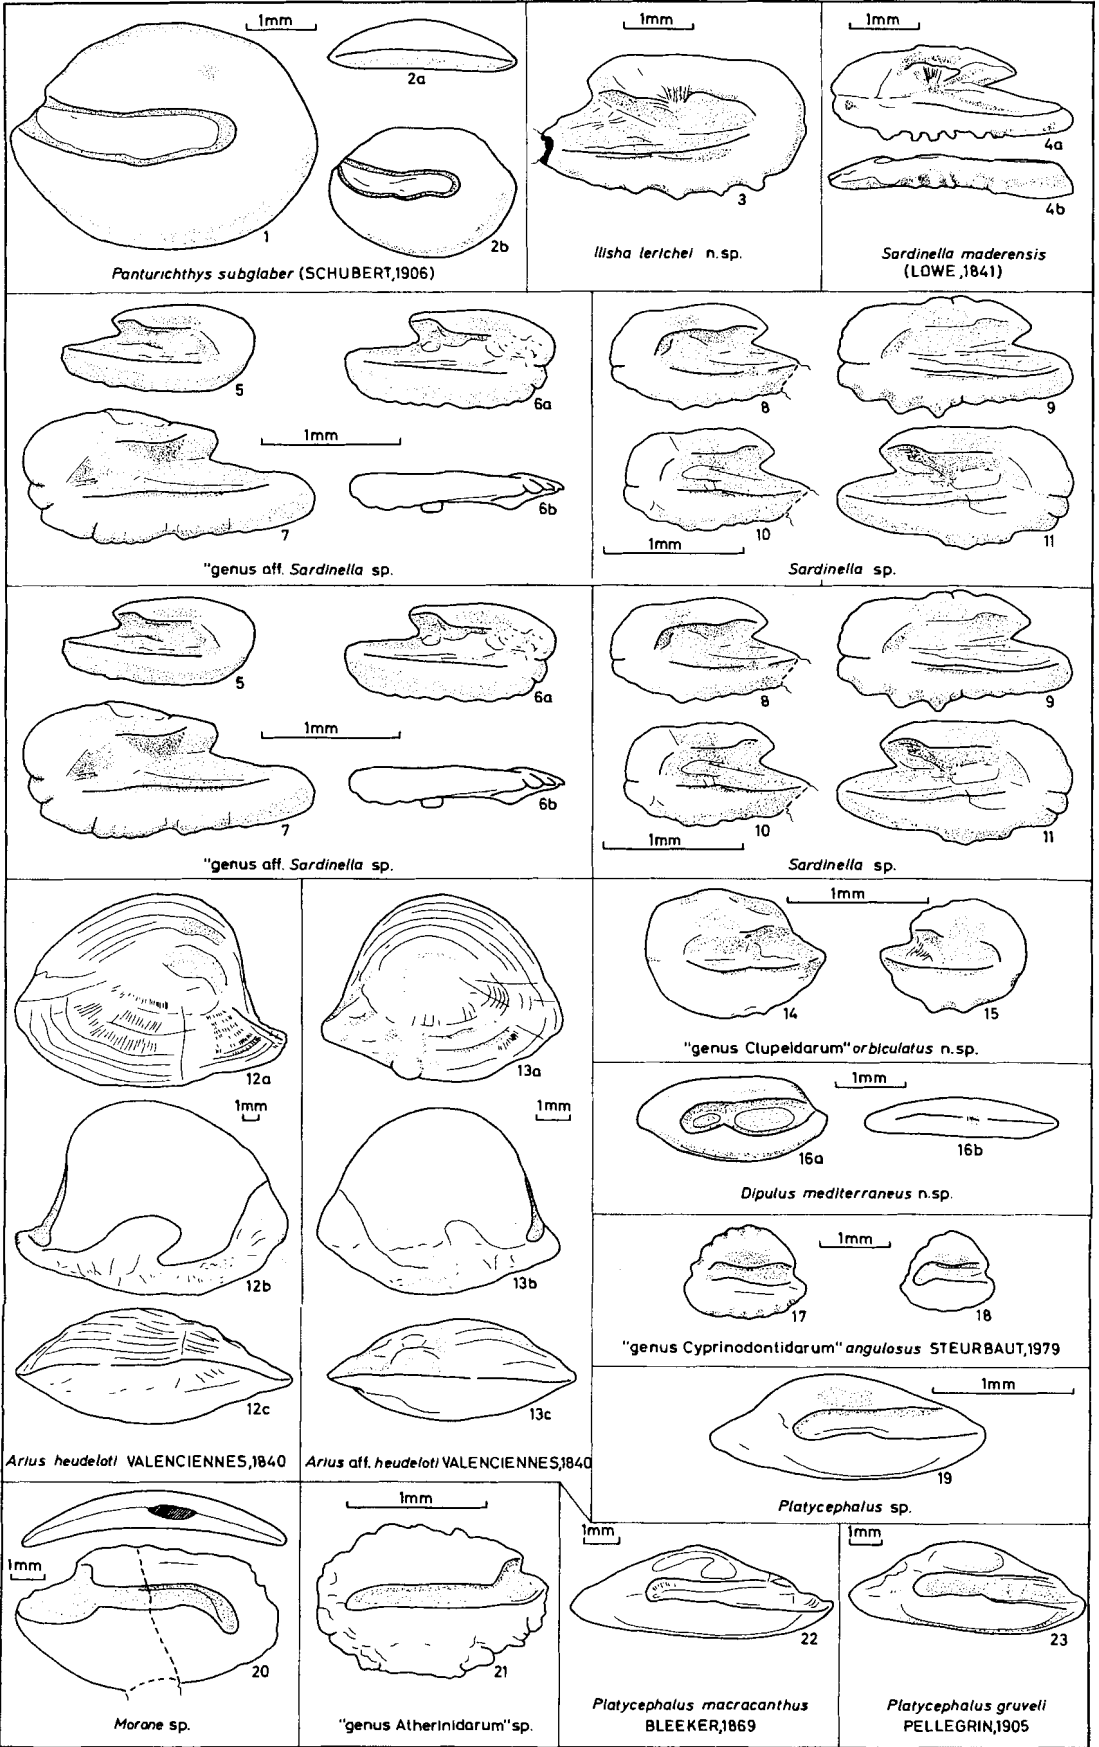 1mm
2a
1
2b
Panturichthys subglaber (SCHUBERT,1906)
1mm
3
Ilisha lerichei n.sp.
1mm
4a
4b
Sardinella maderensis
(LOWE,1841)
5
6a
1mm
7
6b
"genus aff. Sardinella sp.
8
9
10
11
1mm
Sardinella sp.
5
6a
1mm
7
6b
"genus aff. Sardinella sp.
8
9
10
11
1mm
Sardinella sp.
12a
1mm
12b
12c
Arius heudeloti VALENCIENNES,1840
13a
1mm
13b
13c
Arius aff. heudeloti VALENCIENNES,1840
1mm
14
15
"genus Clupeidarum" orbiculatus n.sp.
1mm
16a
16b
Dipulus mediterraneus n.sp.
1mm
17
18
"genus Cyprinodontidarum" angulosus STEURBAUT,1979
1mm
19
Platycephalus sp.
1mm
20
Morone sp.
1mm
21
"genus Atherinidarum" sp.
1mm
22
Platycephalus macracanthus
BLEEKER,1869
1mm
23
Platycephalus gruveli
PELLEGRIN,1905